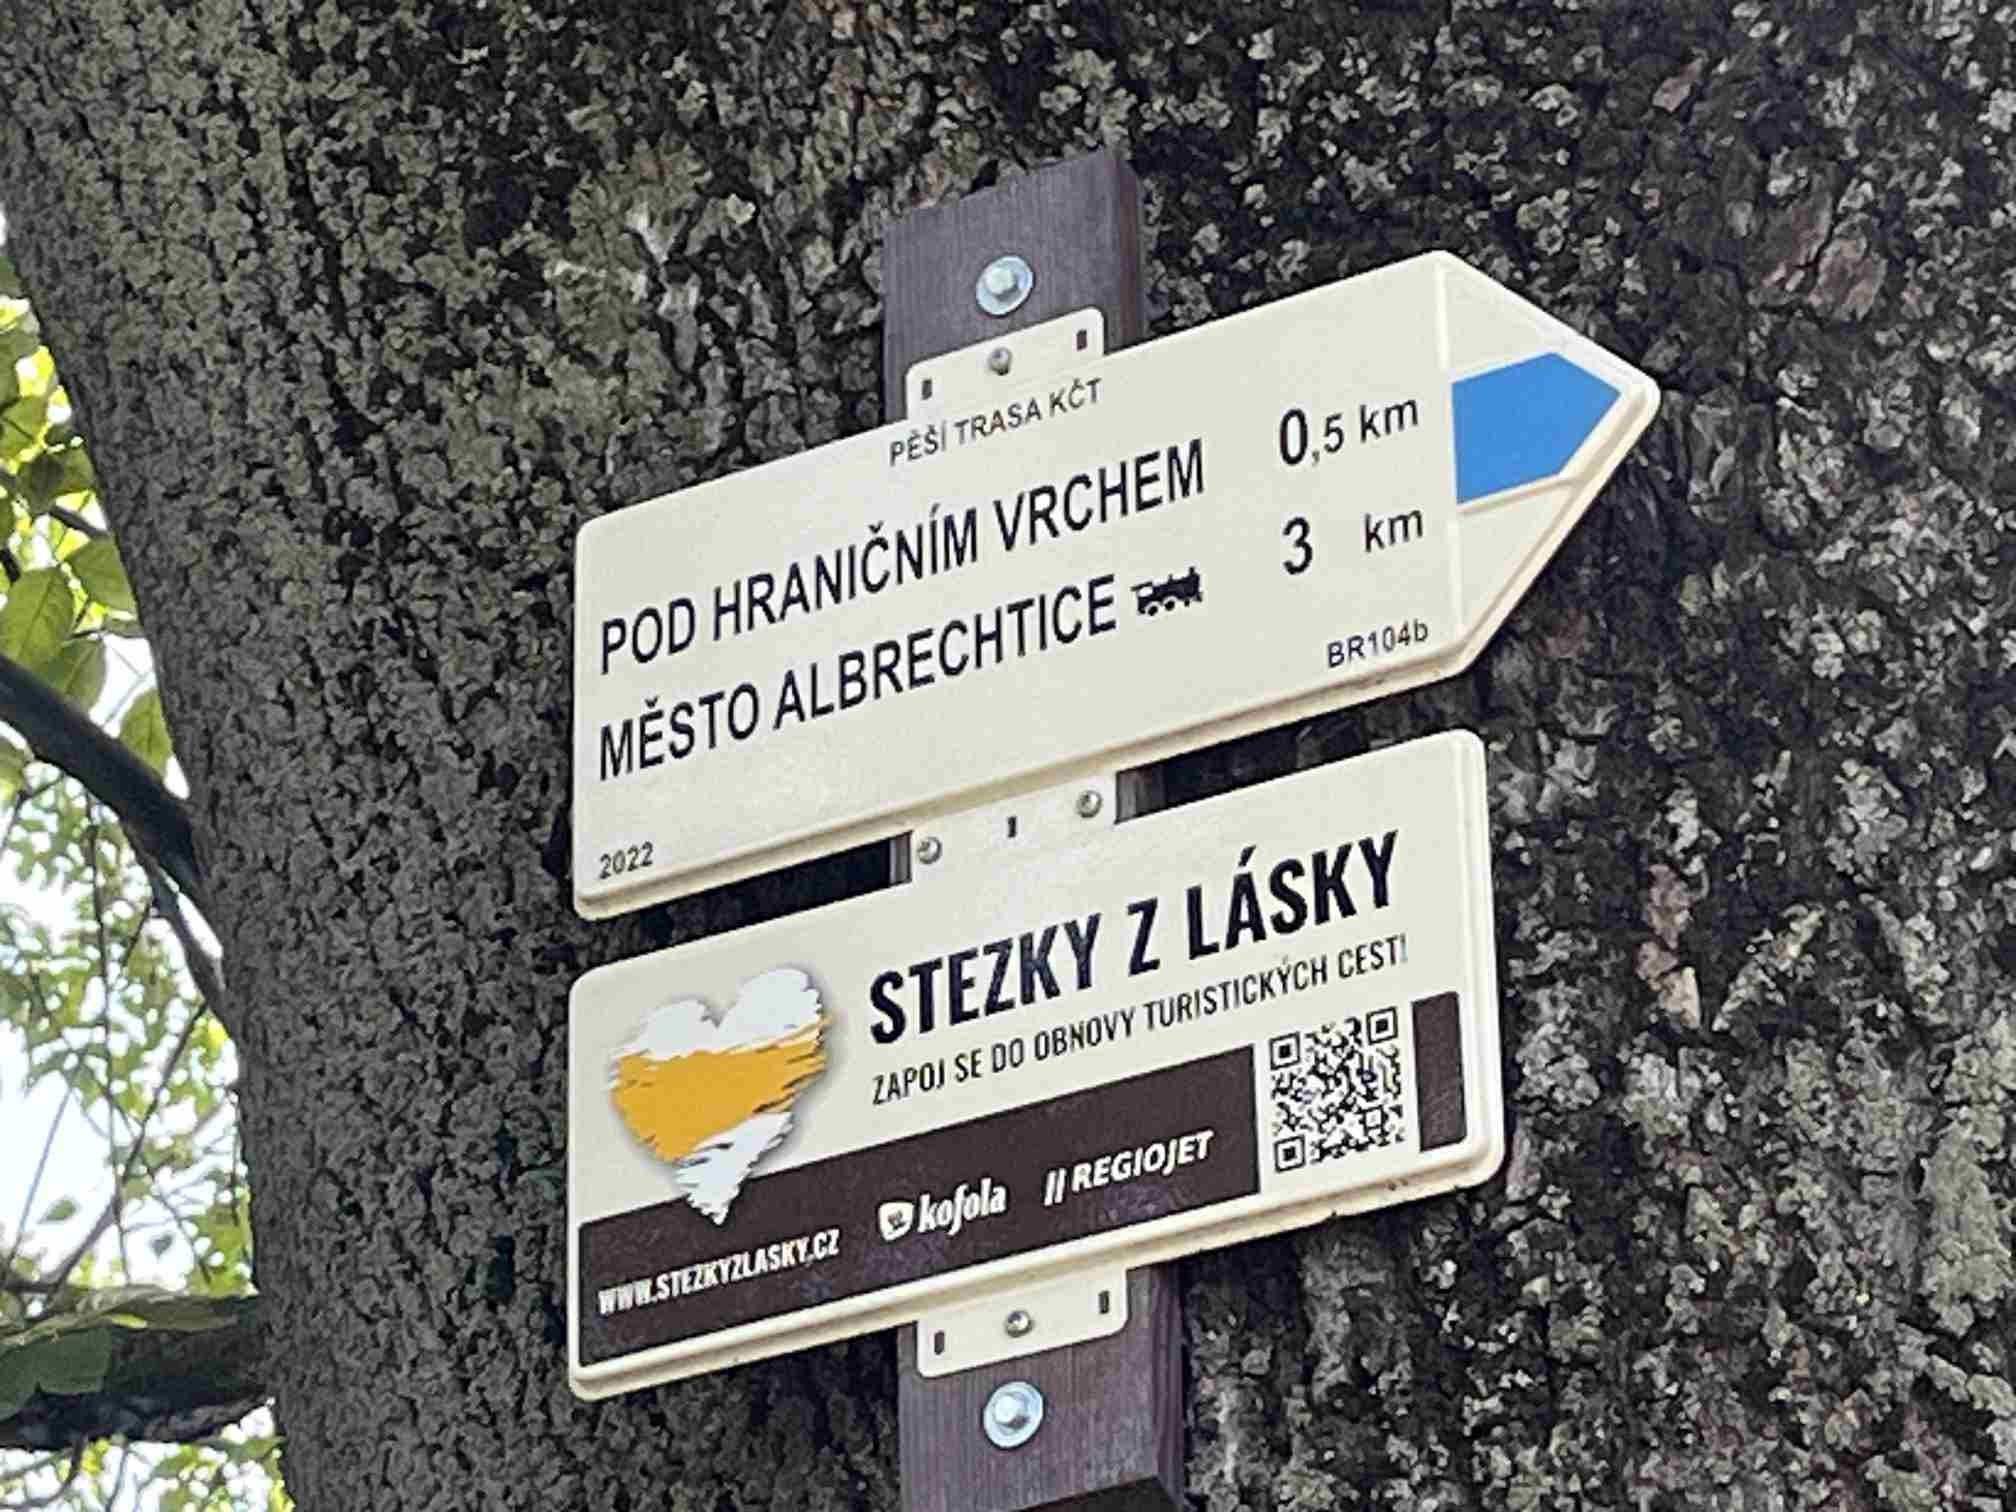 PĚŠÍ TRASA KČT
POD HRANIČNÍM VRCHEM 0,5 km
MĚSTO ALBRECHTICE 3 km
BR104b
2022
STEZKY Z LÁSKY
ZAPOJ SE DO OBNOVY TURISTICKÝCH CEST!
WWW.STEZKYZLASKY.CZ kofola REGIOJET